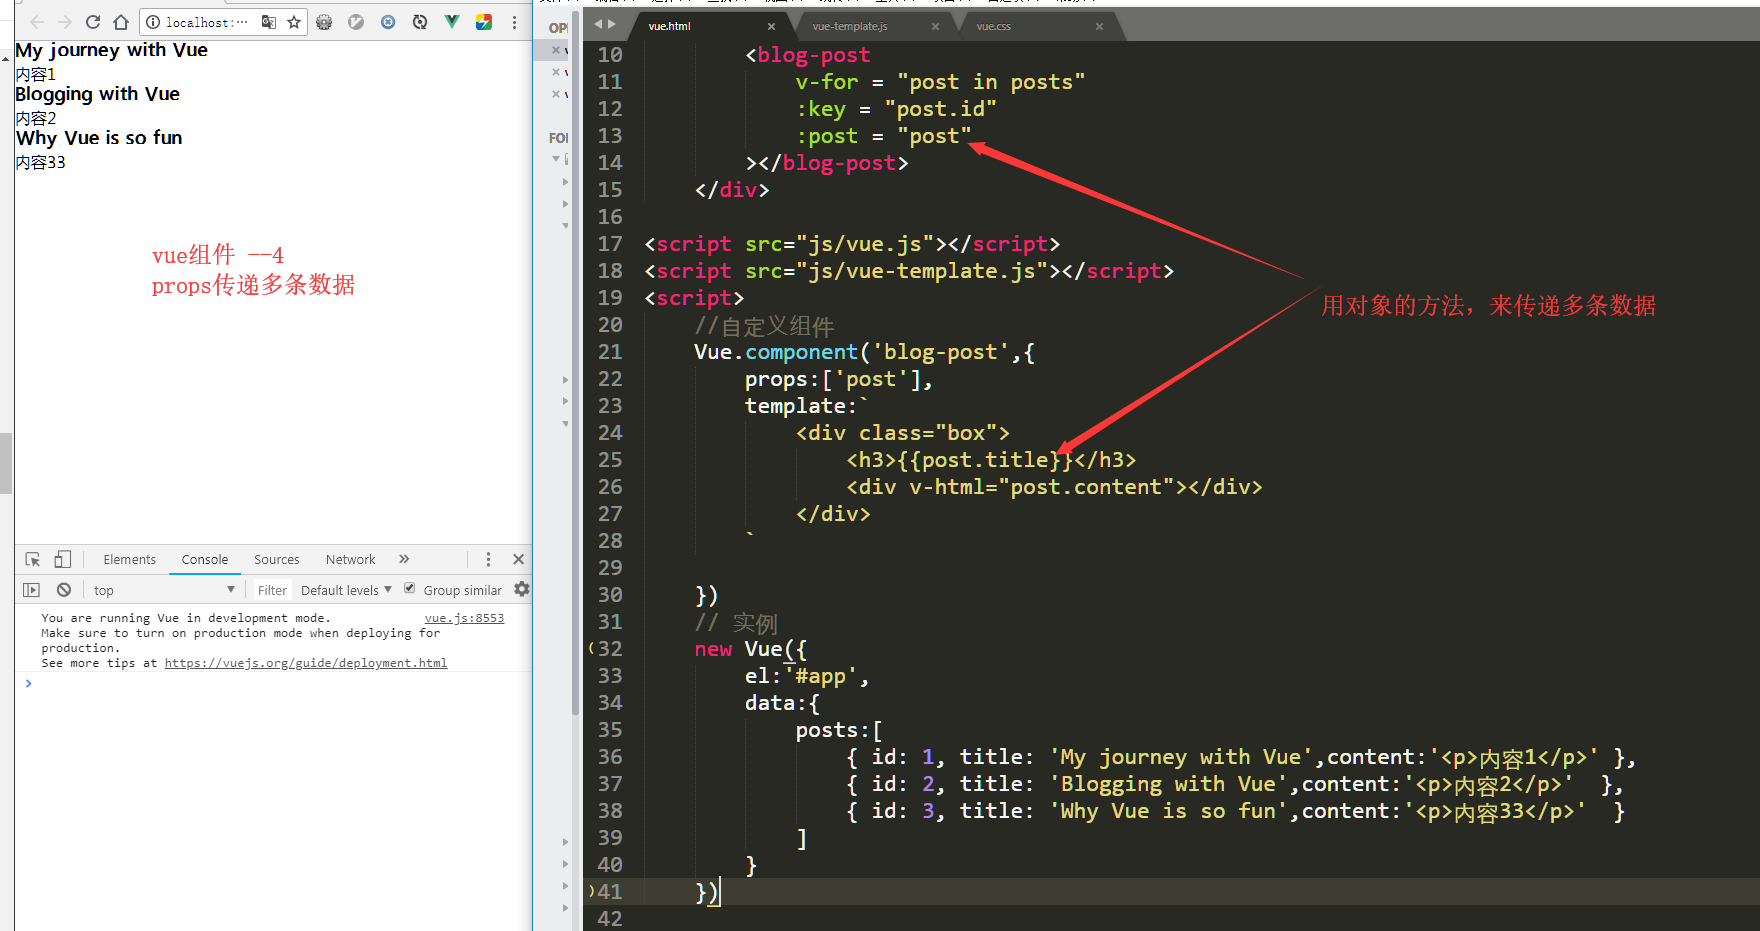 localhost:···
My journey with Vue
内容1
Blogging with Vue
内容2
Why Vue is so fun
内容33
vue组件 --4
props传递多条数据
Elements Console Sources Network »
top Filter Default levels ▼ Group similar
You are running Vue in development mode. vue.js:8553
Make sure to turn on production mode when deploying for
production.
See more tips at https://vuejs.org/guide/deployment.html
>
OPE
FOL
vue.html × vue-template.js × vue.css ×
10 <blog-post
11 v-for = "post in posts"
12 :key = "post.id"
13 :post = "post"
14 ></blog-post>
15 </div>
16
17 <script src="js/vue.js"></script>
18 <script src="js/vue-template.js"></script>
19 <script>
20 //自定义组件
21 Vue.component('blog-post',{
22 props:['post'],
23 template:`
24 <div class="box">
25 <h3>{{post.title}}</h3>
26 <div v-html="post.content"></div>
27 </div>
28 `
29
30 })
31 // 实例
32 new Vue({
33 el:'#app',
34 data:{
35 posts:[
36 { id: 1, title: 'My journey with Vue',content:'<p>内容1</p>' },
37 { id: 2, title: 'Blogging with Vue',content:'<p>内容2</p>' },
38 { id: 3, title: 'Why Vue is so fun',content:'<p>内容33</p>' }
39 ]
40 }
41 })
42
用对象的方法，来传递多条数据